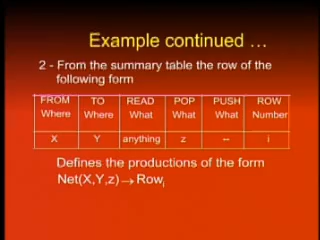 Example continued …
2 - From the summary table the row of the
following form
FROM TO READ POP PUSH ROW
Where Where What What What Number
X Y anything z -- i
Defines the productions of the form
Net(X,Y,z) → Rowi